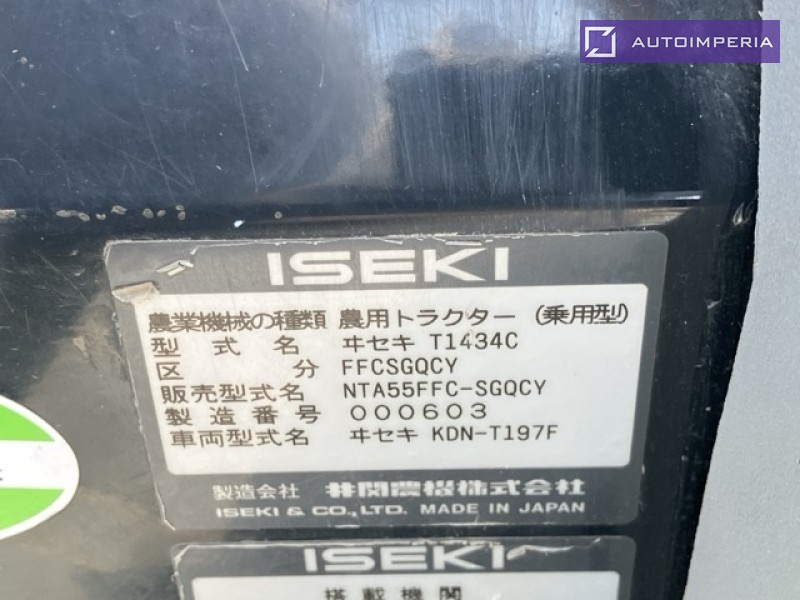 AUTOIMPERIA
ISEKI
農業機械の種類 農用トラクター（乗用型）
型式名 ヰセキ T1434C
区分 FFCSGQCY
販売型式名 NTA55FFC-SGQCY
製造番号 000603
車両型式名 ヰセキ KDN-T197F
製造会社 井関農機株式会社
ISEKI & CO., LTD. MADE IN JAPAN
ISEKI
搭載機関